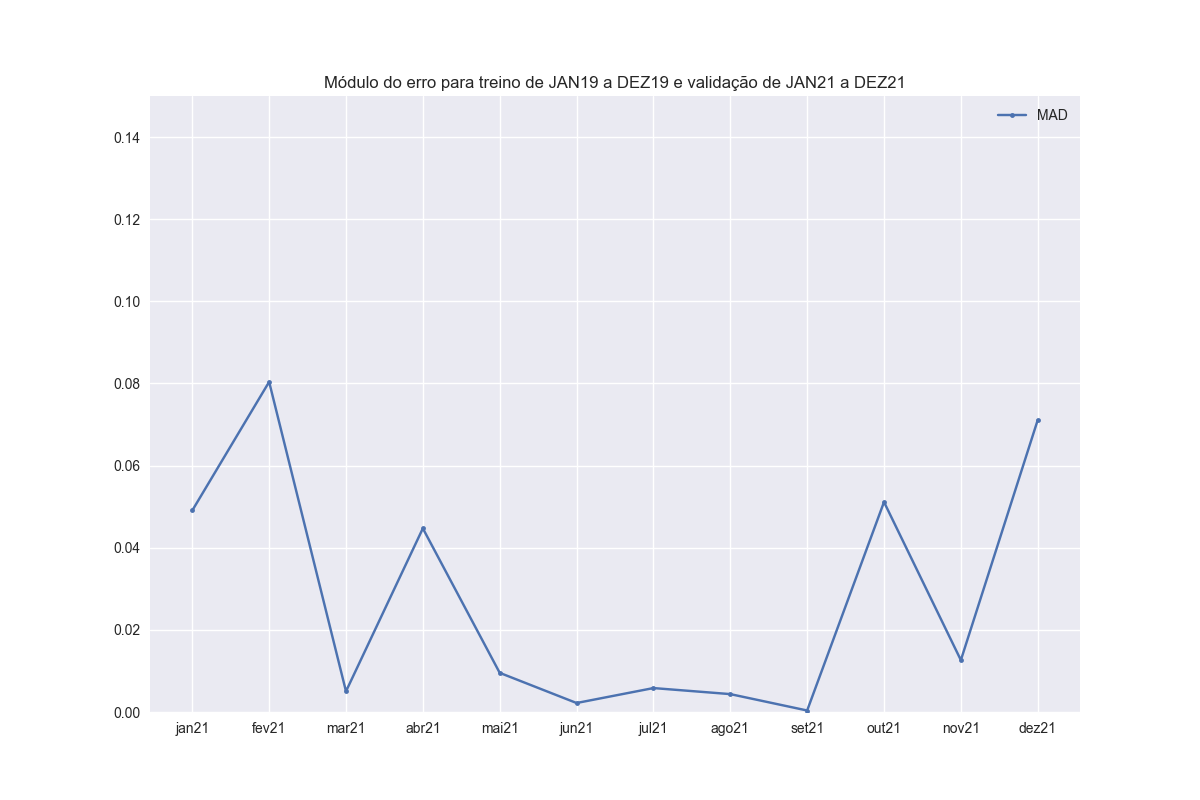 Módulo do erro para treino de JAN19 a DEZ19 e validação de JAN21 a DEZ21
MAD
0.14
0.12
0.10
0.08
0.06
0.04
0.02
0.00
jan21 fev21 mar21 abr21 mai21 jun21 jul21 ago21 set21 out21 nov21 dez21